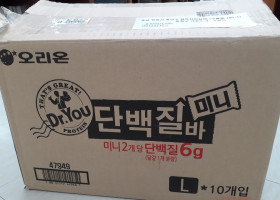 오리온
THAT'S GREAT!
Dr.You
PROTEIN
단백질바
미니
미니2개당 단백질6g
47949
L * 10개입